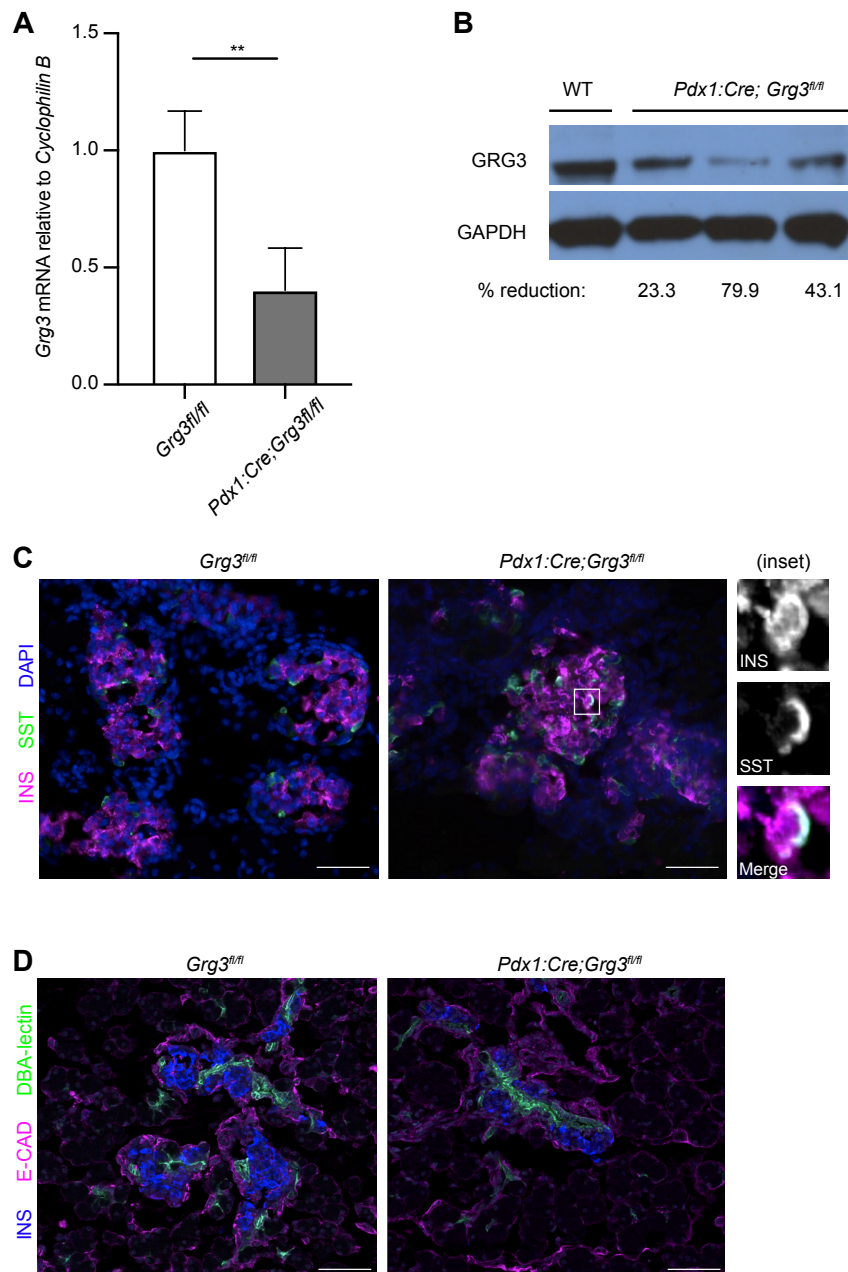 A
1.5
**
1.0
0.5
0.0
Grg3 mRNA relative to Cyclophilin B
Grg3fl/fl
Pdx1:Cre;Grg3fl/fl
B
WT
Pdx1:Cre; Grg3fl/fl
GRG3
GAPDH
% reduction:
23.3
79.9
43.1
C
Grg3fl/fl
Pdx1:Cre;Grg3fl/fl
(inset)
INS SST DAPI
INS
SST
Merge
D
Grg3fl/fl
Pdx1:Cre;Grg3fl/fl
INS E-CAD DBA-lectin